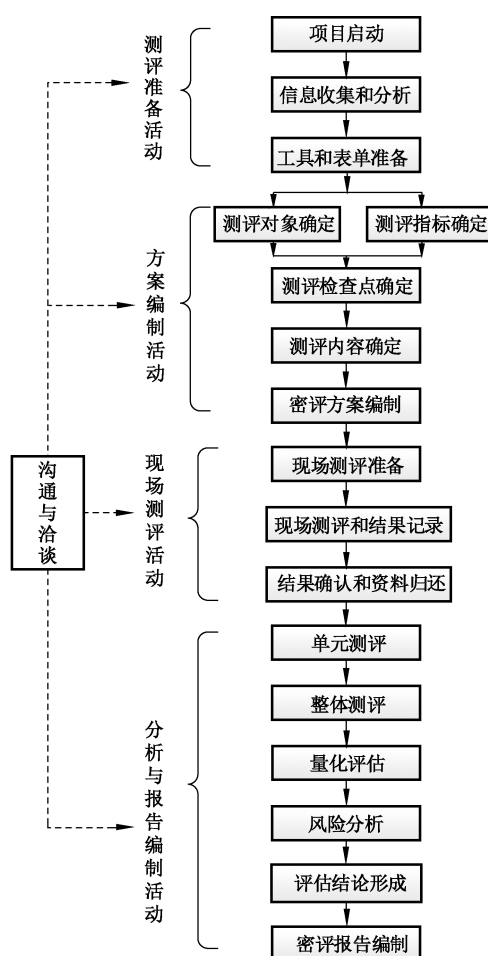 项目启动
信息收集和分析
工具和表单准备
测评准备活动
测评对象确定
测评指标确定
测评检查点确定
测评内容确定
密评方案编制
方案编制活动
沟通与洽谈
现场测评准备
现场测评和结果记录
结果确认和资料归还
现场测评活动
单元测评
整体测评
量化评估
风险分析
评估结论形成
密评报告编制
分析与报告编制活动